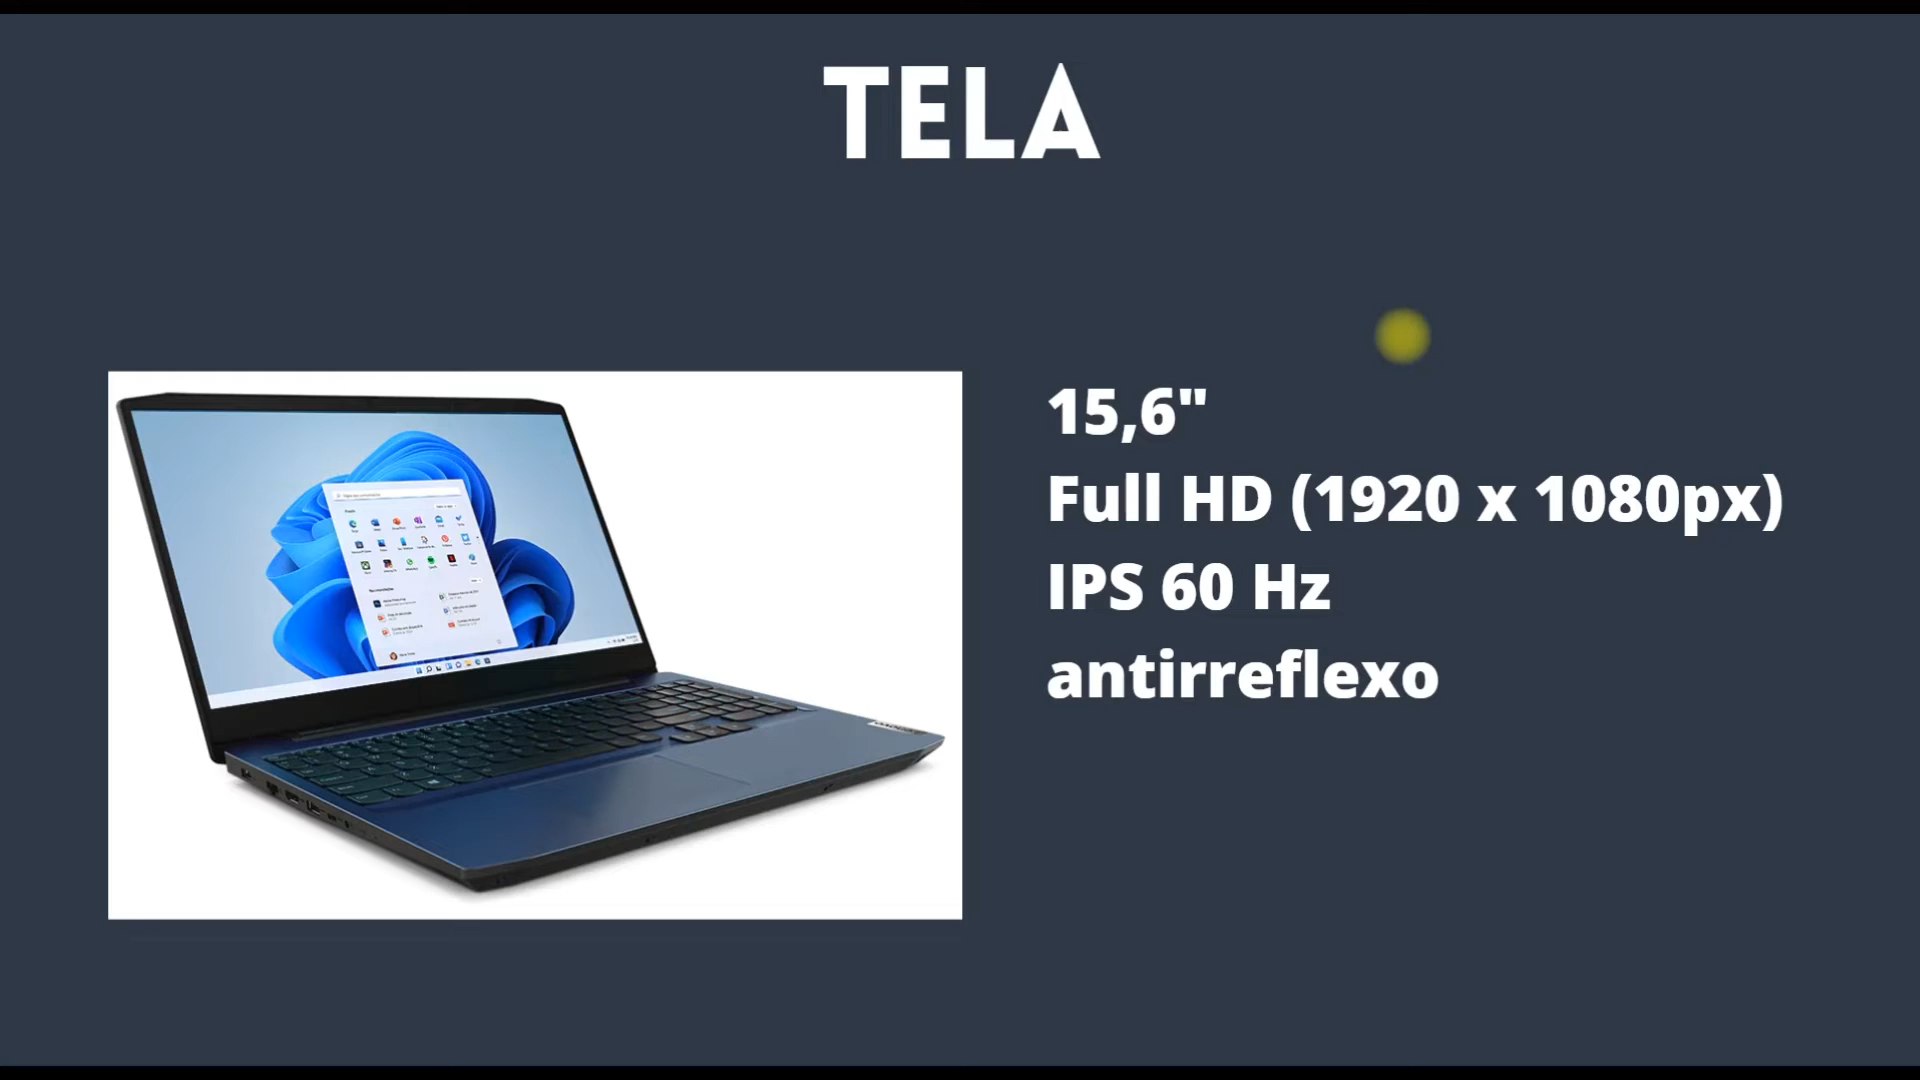 TELA
15,6"
Full HD (1920 x 1080px)
IPS 60 Hz
antirreflexo